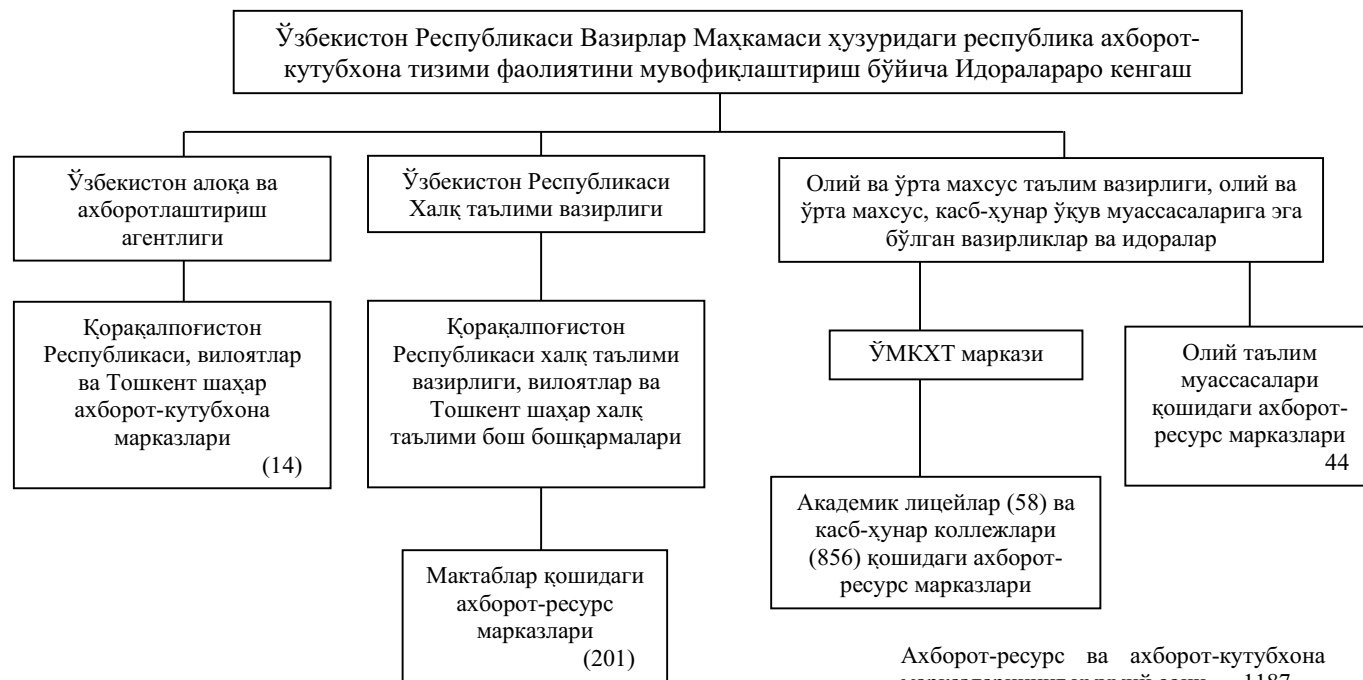 Ўзбекистон Республикаси Вазирлар Маҳкамаси ҳузуридаги республика ахборот-
кутубхона тизими фаолиятини мувофиқлаштириш бўйича Идоралараро кенгаш
Ўзбекистон алоқа ва
ахборотлаштириш
агентлиги
Ўзбекистон Республикаси
Халқ таълими вазирлиги
Олий ва ўрта махсус таълим вазирлиги, олий ва
ўрта махсус, касб-ҳунар ўқув муассасаларига эга
бўлган вазирликлар ва идоралар
Қорақалпоғистон
Республикаси, вилоятлар
ва Тошкент шаҳар
ахборот-кутубхона
марказлари
(14)
Қорақалпоғистон
Республикаси халқ таълими
вазирлиги, вилоятлар ва
Тошкент шаҳар халқ
таълими бош бошқармалари
ЎМКХТ маркази
Олий таълим
муассасалари
қошидаги ахборот-
ресурс марказлари
44
Академик лицейлар (58) ва
касб-ҳунар коллежлари
(856) қошидаги ахборот-
ресурс марказлари
Мактаблар қошидаги
ахборот-ресурс
марказлари
(201)
Ахборот-ресурс ва ахборот-кутубхона
1187